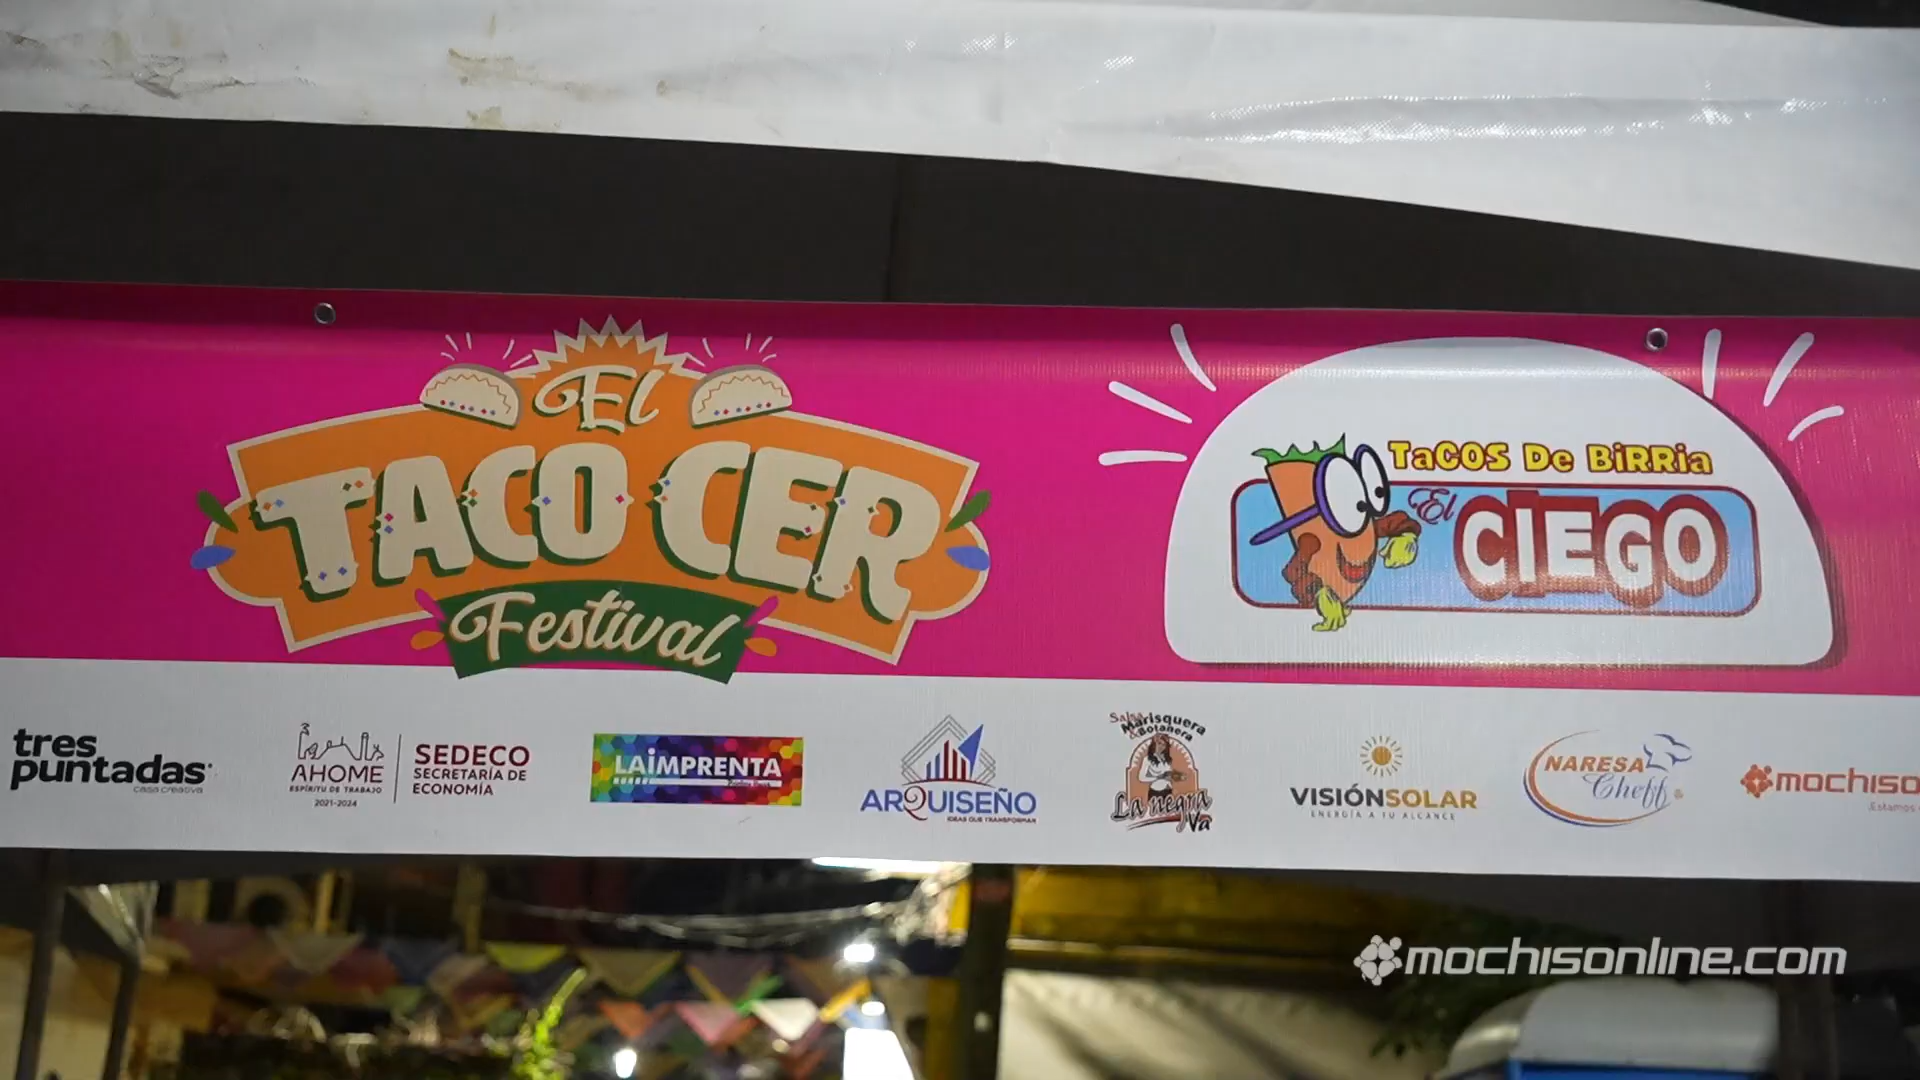 El
TACO CER
Festival
TaCOS De BiRRia
El CIEGO
tres
puntadas
casa creativa
AHOME
ESPÍRITU DE TRABAJO
2021-2024
SEDECO
SECRETARÍA DE
ECONOMÍA
LAIMPRENTA
ARQUISEÑO
IDEAS QUE TRANSFORMAN
Salsa
Marisquera
& Botanera
La negra
Va
VISIÓNSOLAR
ENERGÍA A TU ALCANCE
NARESA
Cheff
mochiso
¡Estamos
mochisonline.com